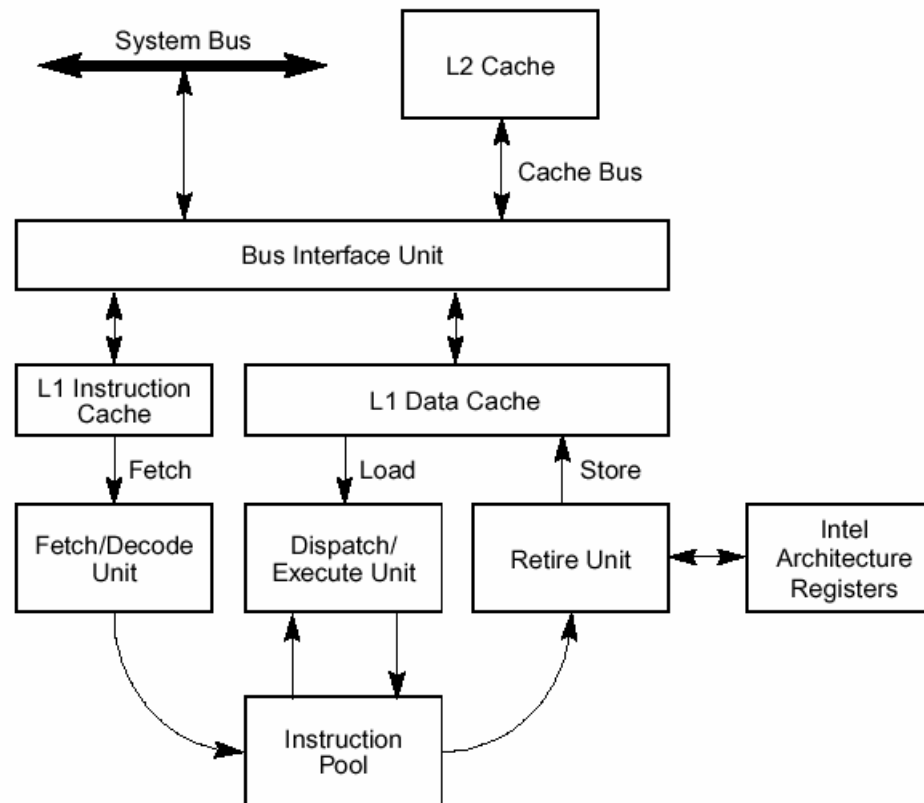 System Bus
L2 Cache
Cache Bus
Bus Interface Unit
L1 Instruction
Cache
L1 Data Cache
Fetch
Load
Store
Fetch/Decode
Unit
Dispatch/
Execute Unit
Retire Unit
Intel
Architecture
Registers
Instruction
Pool